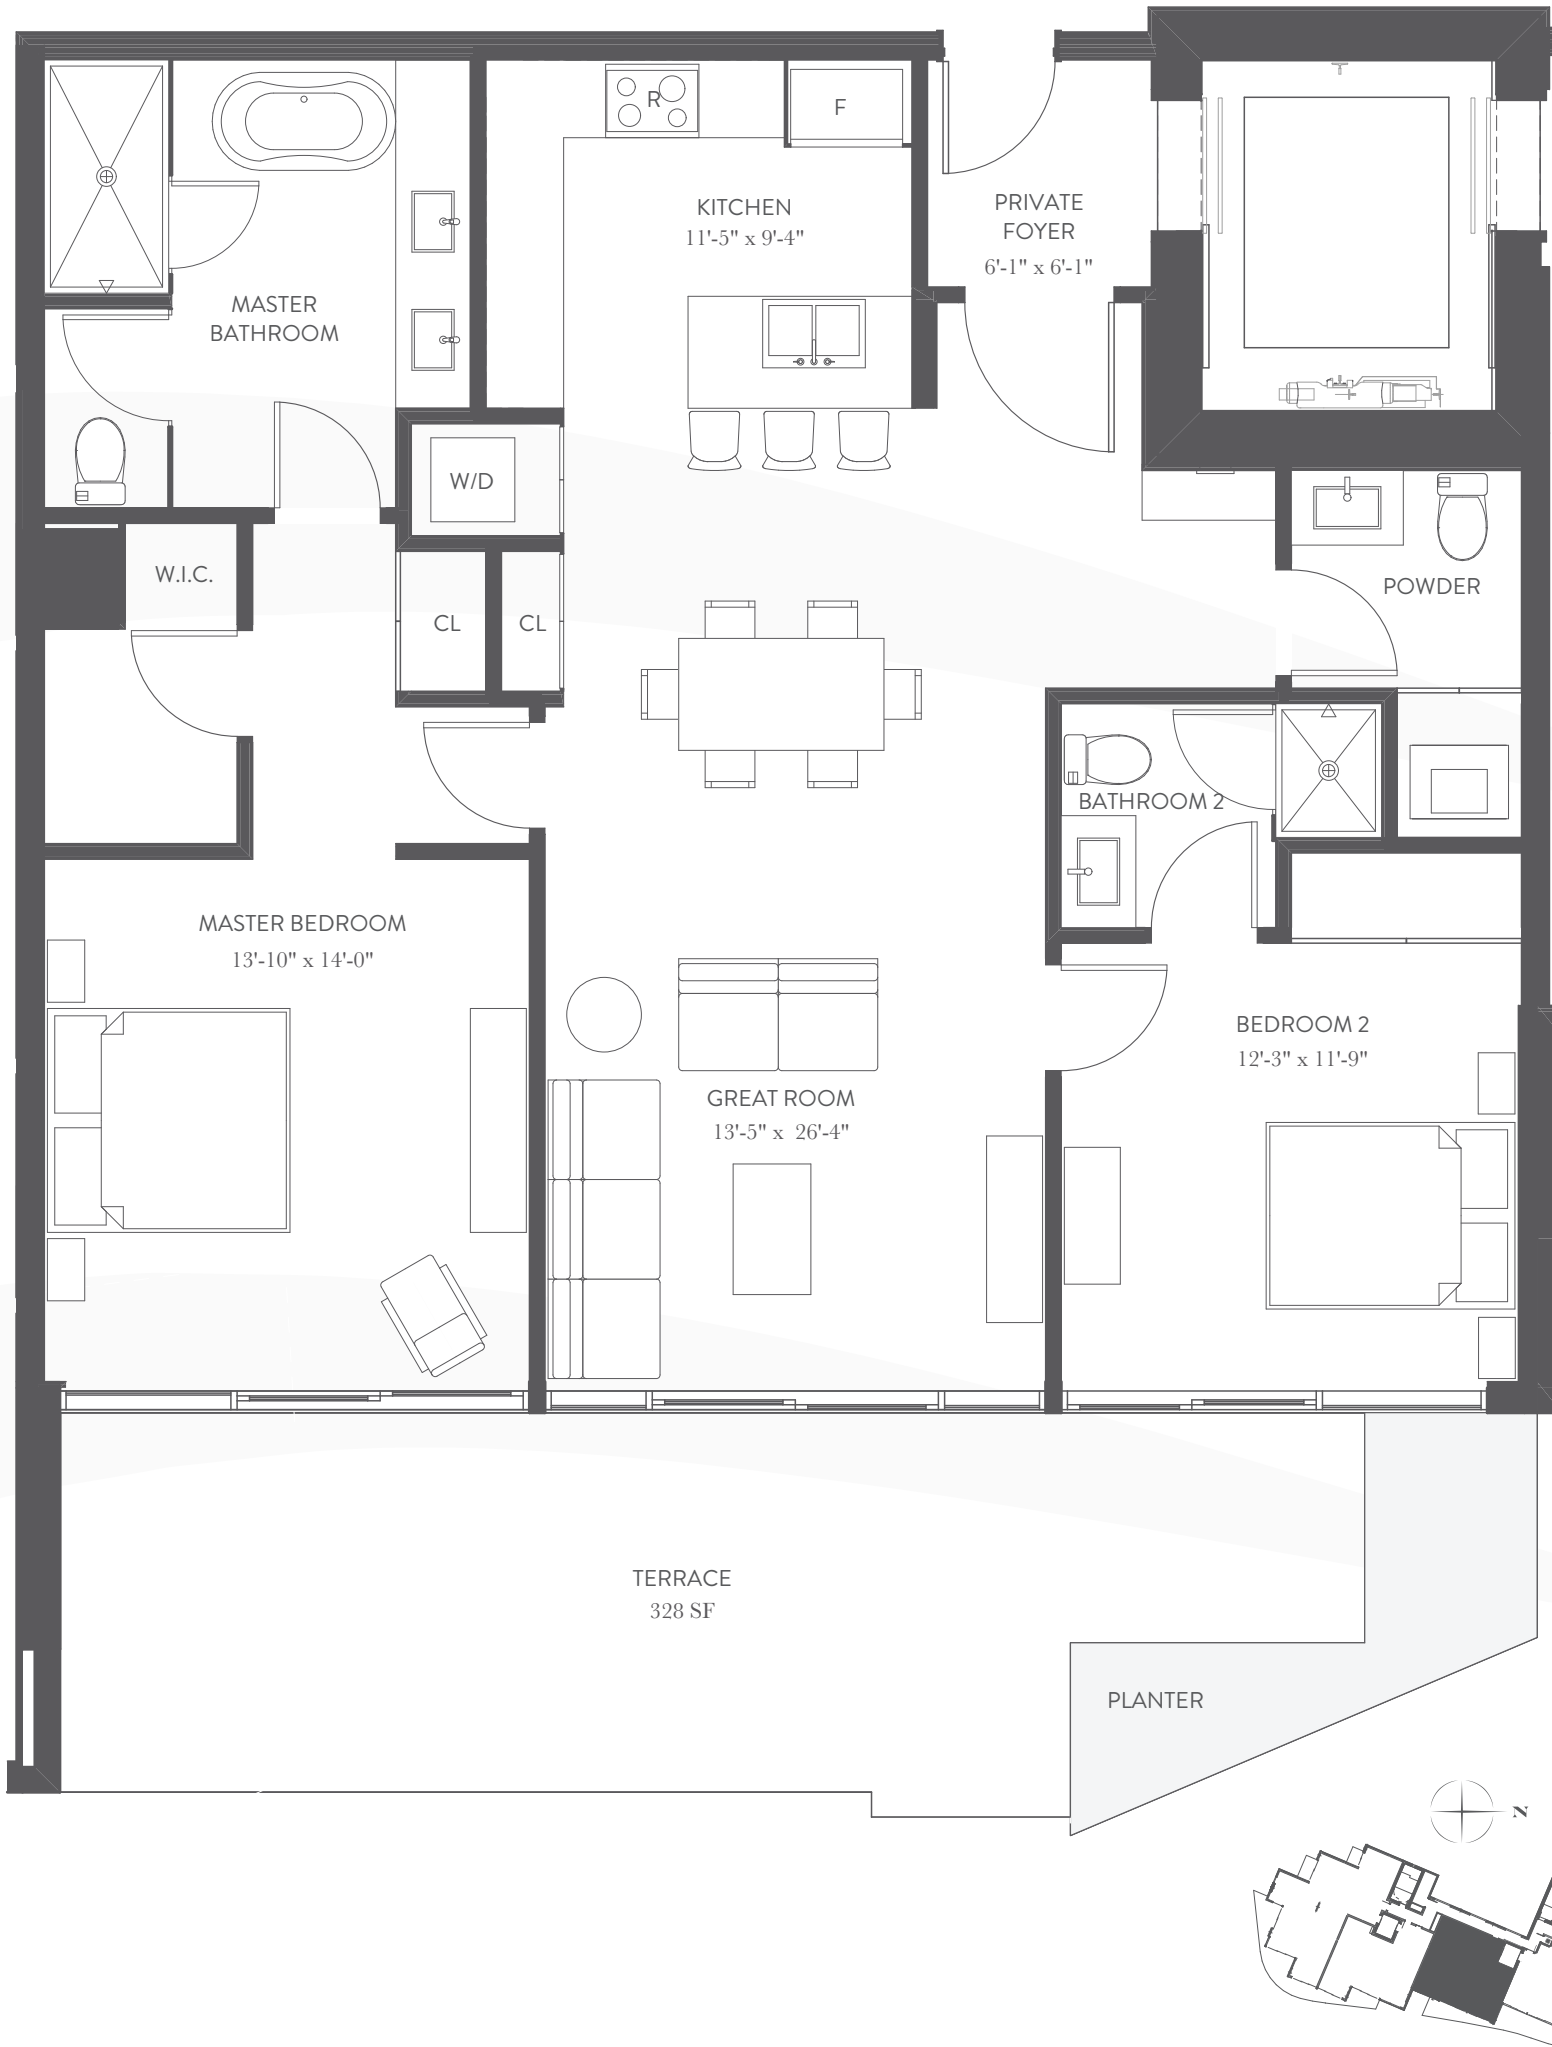 R
F
KITCHEN
11'-5" x 9'-4"
PRIVATE
FOYER
6'-1" x 6'-1"
MASTER
BATHROOM
W/D
W.I.C.
CL
CL
POWDER
BATHROOM 2
MASTER BEDROOM
13'-10" x 14'-0"
BEDROOM 2
12'-3" x 11'-9"
GREAT ROOM
13'-5" x 26'-4"
TERRACE
328 SF
PLANTER
N